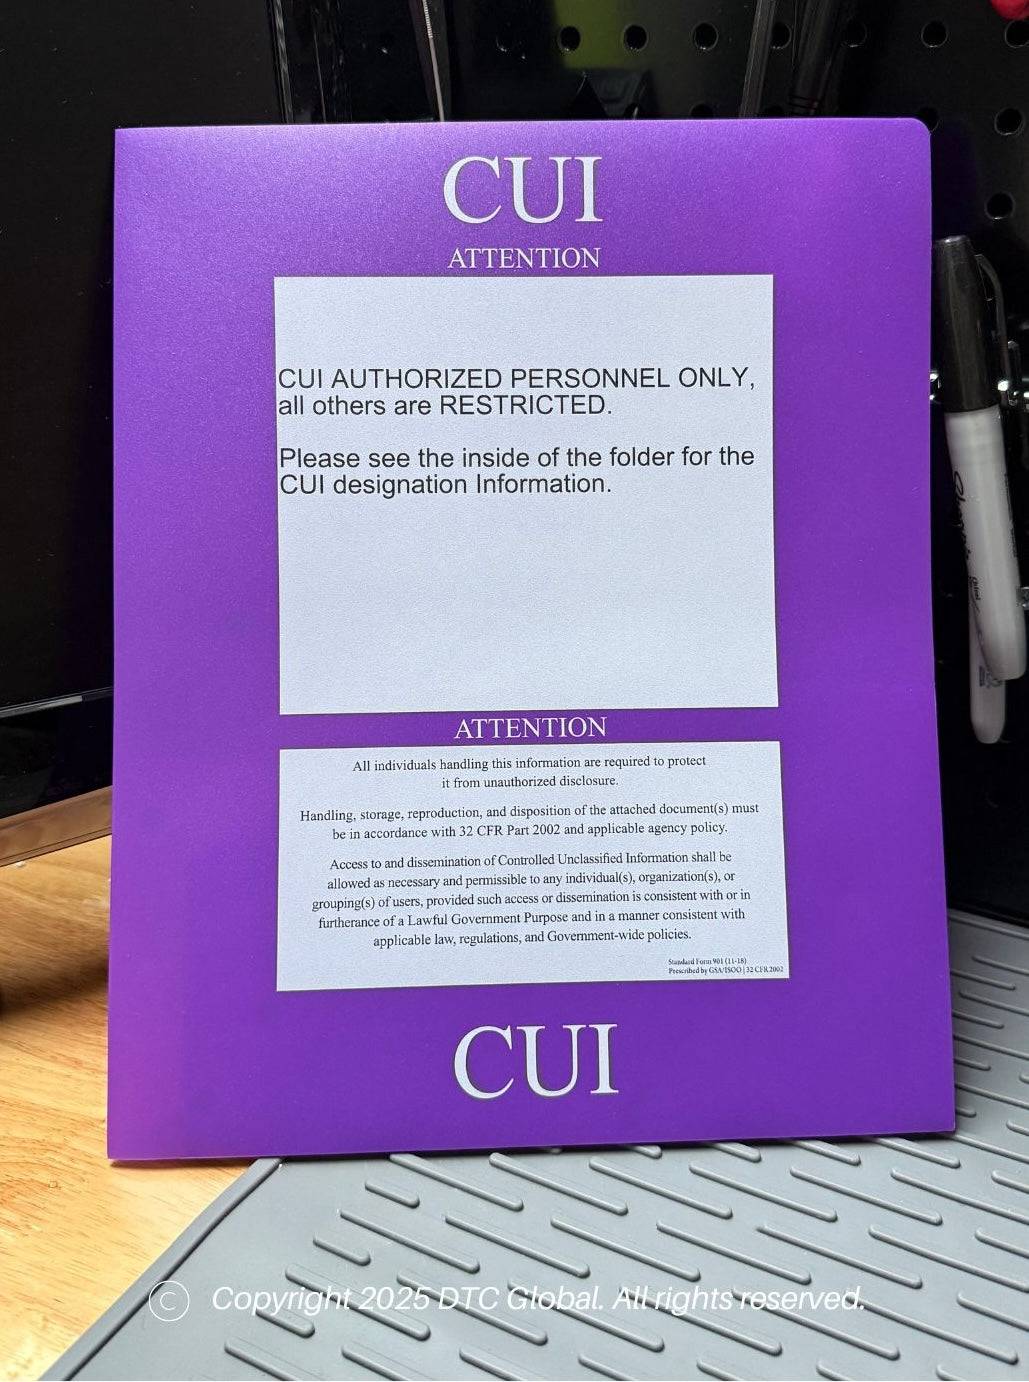 CUI
ATTENTION
CUI AUTHORIZED PERSONNEL ONLY,
all others are RESTRICTED.
Please see the inside of the folder for the
CUI designation Information.
ATTENTION
All individuals handling this information are required to protect
it from unauthorized disclosure.
Handling, storage, reproduction, and disposition of the attached document(s) must
be in accordance with 32 CFR Part 2002 and applicable agency policy.
Access to and dissemination of Controlled Unclassified Information shall be
allowed as necessary and permissible to any individual(s), organization(s), or
grouping(s) of users, provided such access or dissemination is consistent with or in
furtherance of a Lawful Government Purpose and in a manner consistent with
applicable law, regulations, and Government-wide policies.
Standard Form 901 (11-18)
Prescribed by GSA/ISOO | 32 CFR 2002
CUI
Sharpie
© Copyright 2025 DTC Global. All rights reserved.